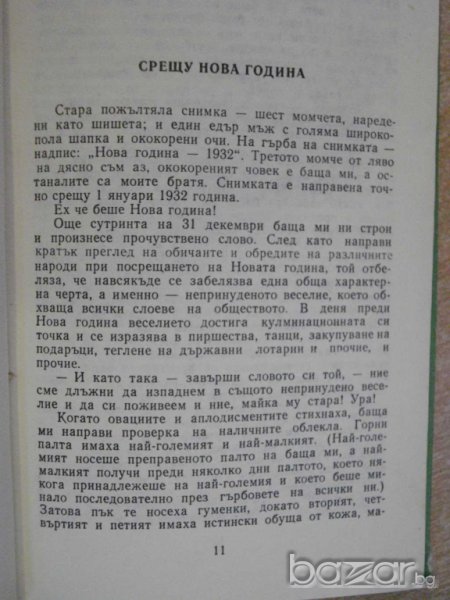 СРЕЩУ НОВА ГОДИНА
Стара пожълтяла снимка — шест момчета, нареде-
ни като шишета; и един едър мъж с голяма широко-
пола шапка и ококорени очи. На гърба на снимката —
надпис: „Нова година — 1932“. Третото момче от ляво
на дясно съм аз, ококореният човек е баща ми, а ос-
таналите са моите братя. Снимката е направена точ-
но срещу 1 януари 1932 година.
Ех че беше Нова година!
Още сутринта на 31 декември баща ми ни строи
и произнесе прочувствено слово. След като направи
кратък преглед на обичаите и обредите на различните
народи при посрещането на Новата година, той отбе-
ляза, че навсякъде се забелязва една обща характер-
на черта, а именно — непринуденото веселие, което об-
хваща всички слоеве на обществото. В деня преди
Нова година веселието достига кулминационната си
точка и се изразява в пиршества, танци, закупуване на
подаръци, теглене на държавни лотарии и прочие, и
прочие.
— И като така — завърши словото си той, — ние
сме длъжни да изпаднем в същото непринудено весе-
лие и да си поживеем и ние, майка му стара! Ура!
Когато овациите и аплодисментите стихнаха, баща
ми направи проверка на наличните облекла. Горни
палта имаха най-големият и най-малкият. (Най-голе-
мият носеше преправеното палто на баща ми, а най-
малкият получи преди няколко дни палтото, което ня-
кога принадлежеше на най-големия и което беше ми-
нало последователно през гърбовете на всички ни.)
Затова пък те носеха гуменки, докато вторият, чет-
въртият и петият имаха истински обуща от кожа, ма-
11
bazar.bg